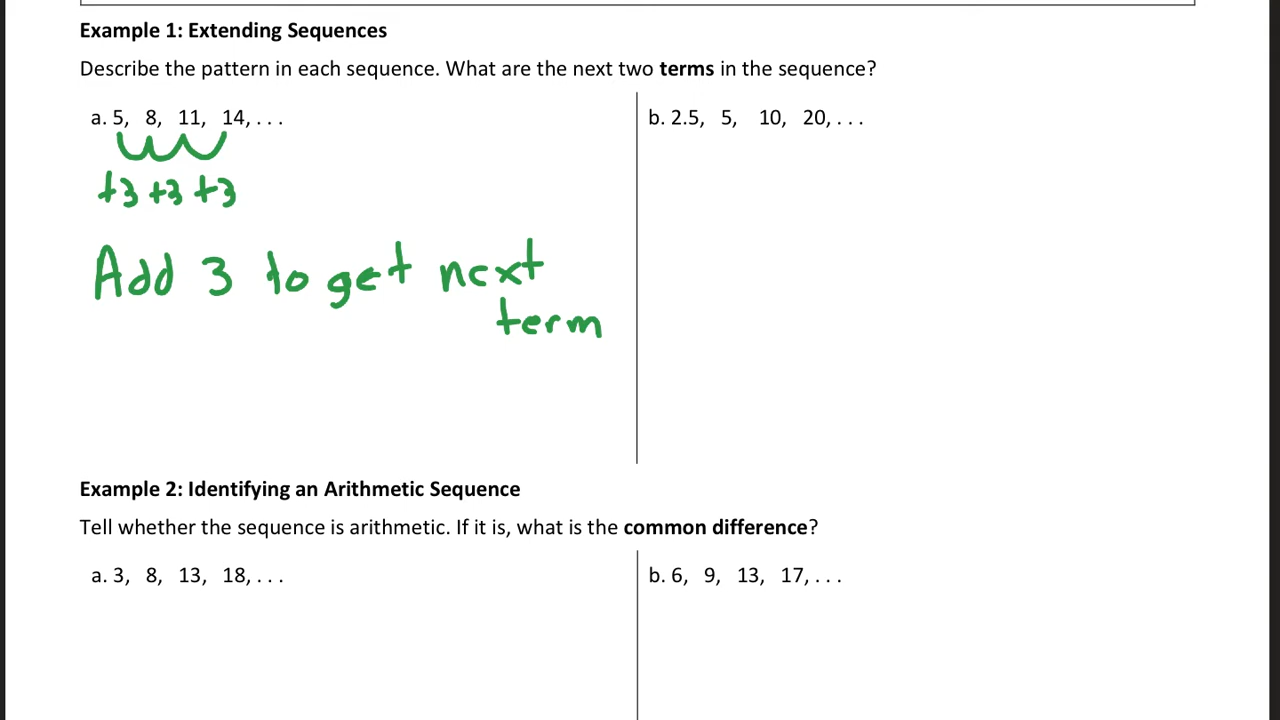 Example 1: Extending Sequences
Describe the pattern in each sequence. What are the next two terms in the sequence?
a. 5, 8, 11, 14, . . .
+3 +3 +3
Add 3 to get next
term
b. 2.5, 5, 10, 20, . . .
Example 2: Identifying an Arithmetic Sequence
Tell whether the sequence is arithmetic. If it is, what is the common difference?
a. 3, 8, 13, 18, . . .
b. 6, 9, 13, 17, . . .